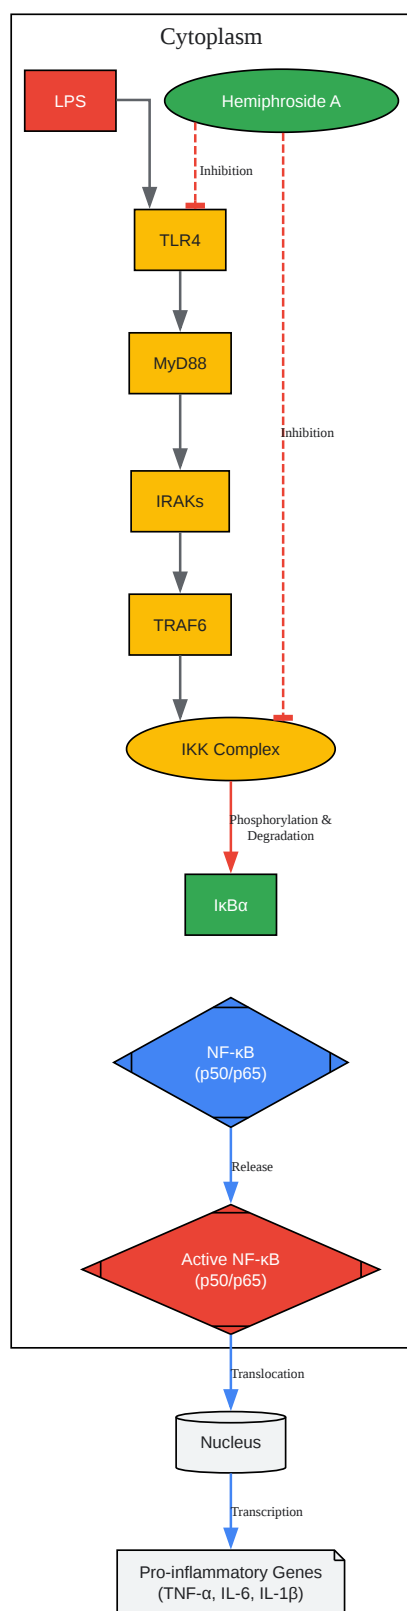 Cytoplasm
LPS
Hemiphroside A
Inhibition
TLR4
MyD88
Inhibition
IRAKs
TRAF6
IKK Complex
Phosphorylation &
Degradation
IκBα
NF-κB
(p50/p65)
Release
Active NF-κB
(p50/p65)
Translocation
Nucleus
Transcription
Pro-inflammatory Genes
(TNF-α, IL-6, IL-1β)